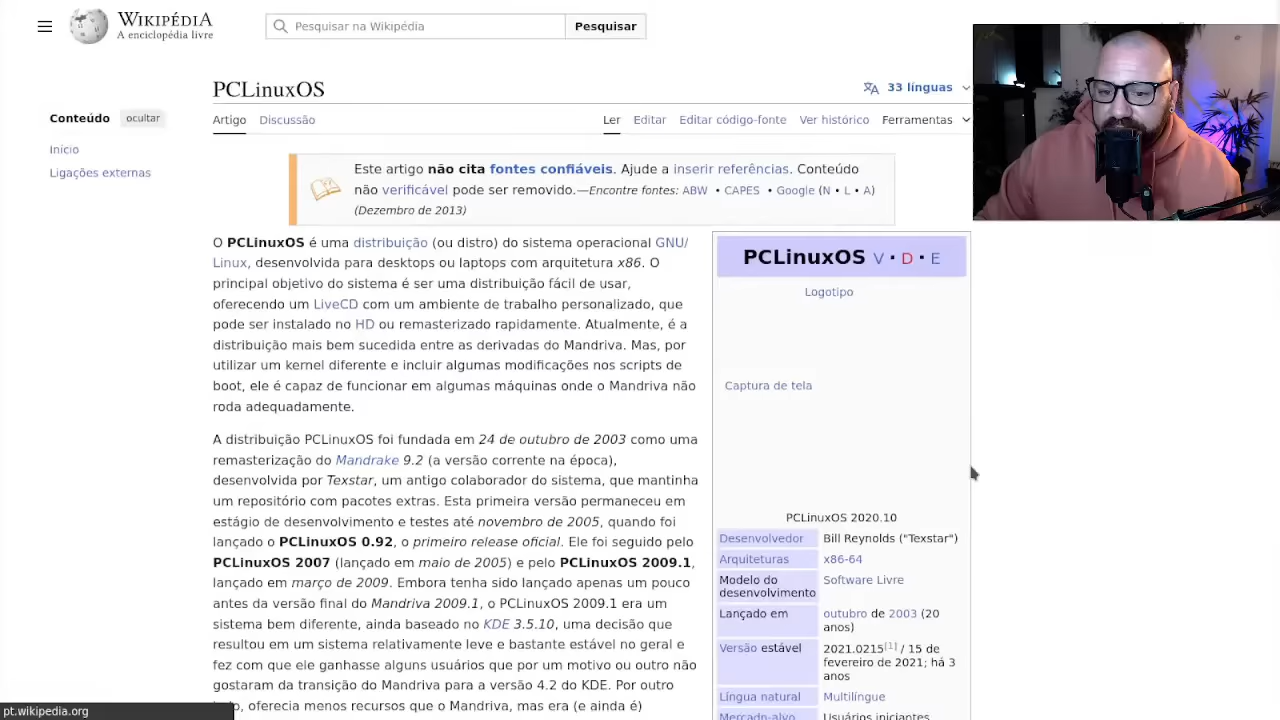 WIKIPÉDIA
A enciclopédia livre
Pesquisar na Wikipédia
Pesquisar
PCLinuxOS
33 línguas
Conteúdo ocultar
Início
Ligações externas
Artigo Discussão Ler Editar Editar código-fonte Ver histórico Ferramentas
Este artigo não cita fontes confiáveis. Ajude a inserir referências. Conteúdo
não verificável pode ser removido.—Encontre fontes: ABW • CAPES • Google (N • L • A)
(Dezembro de 2013)
O PCLinuxOS é uma distribuição (ou distro) do sistema operacional GNU/
Linux, desenvolvida para desktops ou laptops com arquitetura x86. O
principal objetivo do sistema é ser uma distribuição fácil de usar,
oferecendo um LiveCD com um ambiente de trabalho personalizado, que
pode ser instalado no HD ou remasterizado rapidamente. Atualmente, é a
distribuição mais bem sucedida entre as derivadas do Mandriva. Mas, por
utilizar um kernel diferente e incluir algumas modificações nos scripts de
boot, ele é capaz de funcionar em algumas máquinas onde o Mandriva não
roda adequadamente.
A distribuição PCLinuxOS foi fundada em 24 de outubro de 2003 como uma
remasterização do Mandrake 9.2 (a versão corrente na época),
desenvolvida por Texstar, um antigo colaborador do sistema, que mantinha
um repositório com pacotes extras. Esta primeira versão permaneceu em
estágio de desenvolvimento e testes até novembro de 2005, quando foi
lançado o PCLinuxOS 0.92, o primeiro release oficial. Ele foi seguido pelo
PCLinuxOS 2007 (lançado em maio de 2005) e pelo PCLinuxOS 2009.1,
lançado em março de 2009. Embora tenha sido lançado apenas um pouco
antes da versão final do Mandriva 2009.1, o PCLinuxOS 2009.1 era um
sistema bem diferente, ainda baseado no KDE 3.5.10, uma decisão que
resultou em um sistema relativamente leve e bastante estável no geral e
fez com que ele ganhasse alguns usuários que por um motivo ou outro não
gostaram da transição do Mandriva para a versão 4.2 do KDE. Por outro
oferecia menos recursos que o Mandriva, mas era (e ainda é)
PCLinuxOS V • D • E
Logotipo
Captura de tela
PCLinuxOS 2020.10
Desenvolvedor Bill Reynolds ("Texstar")
Arquiteturas x86-64
Modelo do Software Livre
desenvolvimento
Lançado em outubro de 2003 (20
anos)
Versão estável 2021.0215[1] / 15 de
fevereiro de 2021; há 3
anos
Língua natural Multilíngue
Mercado-alvo Usuários iniciantes
pt.wikipedia.org